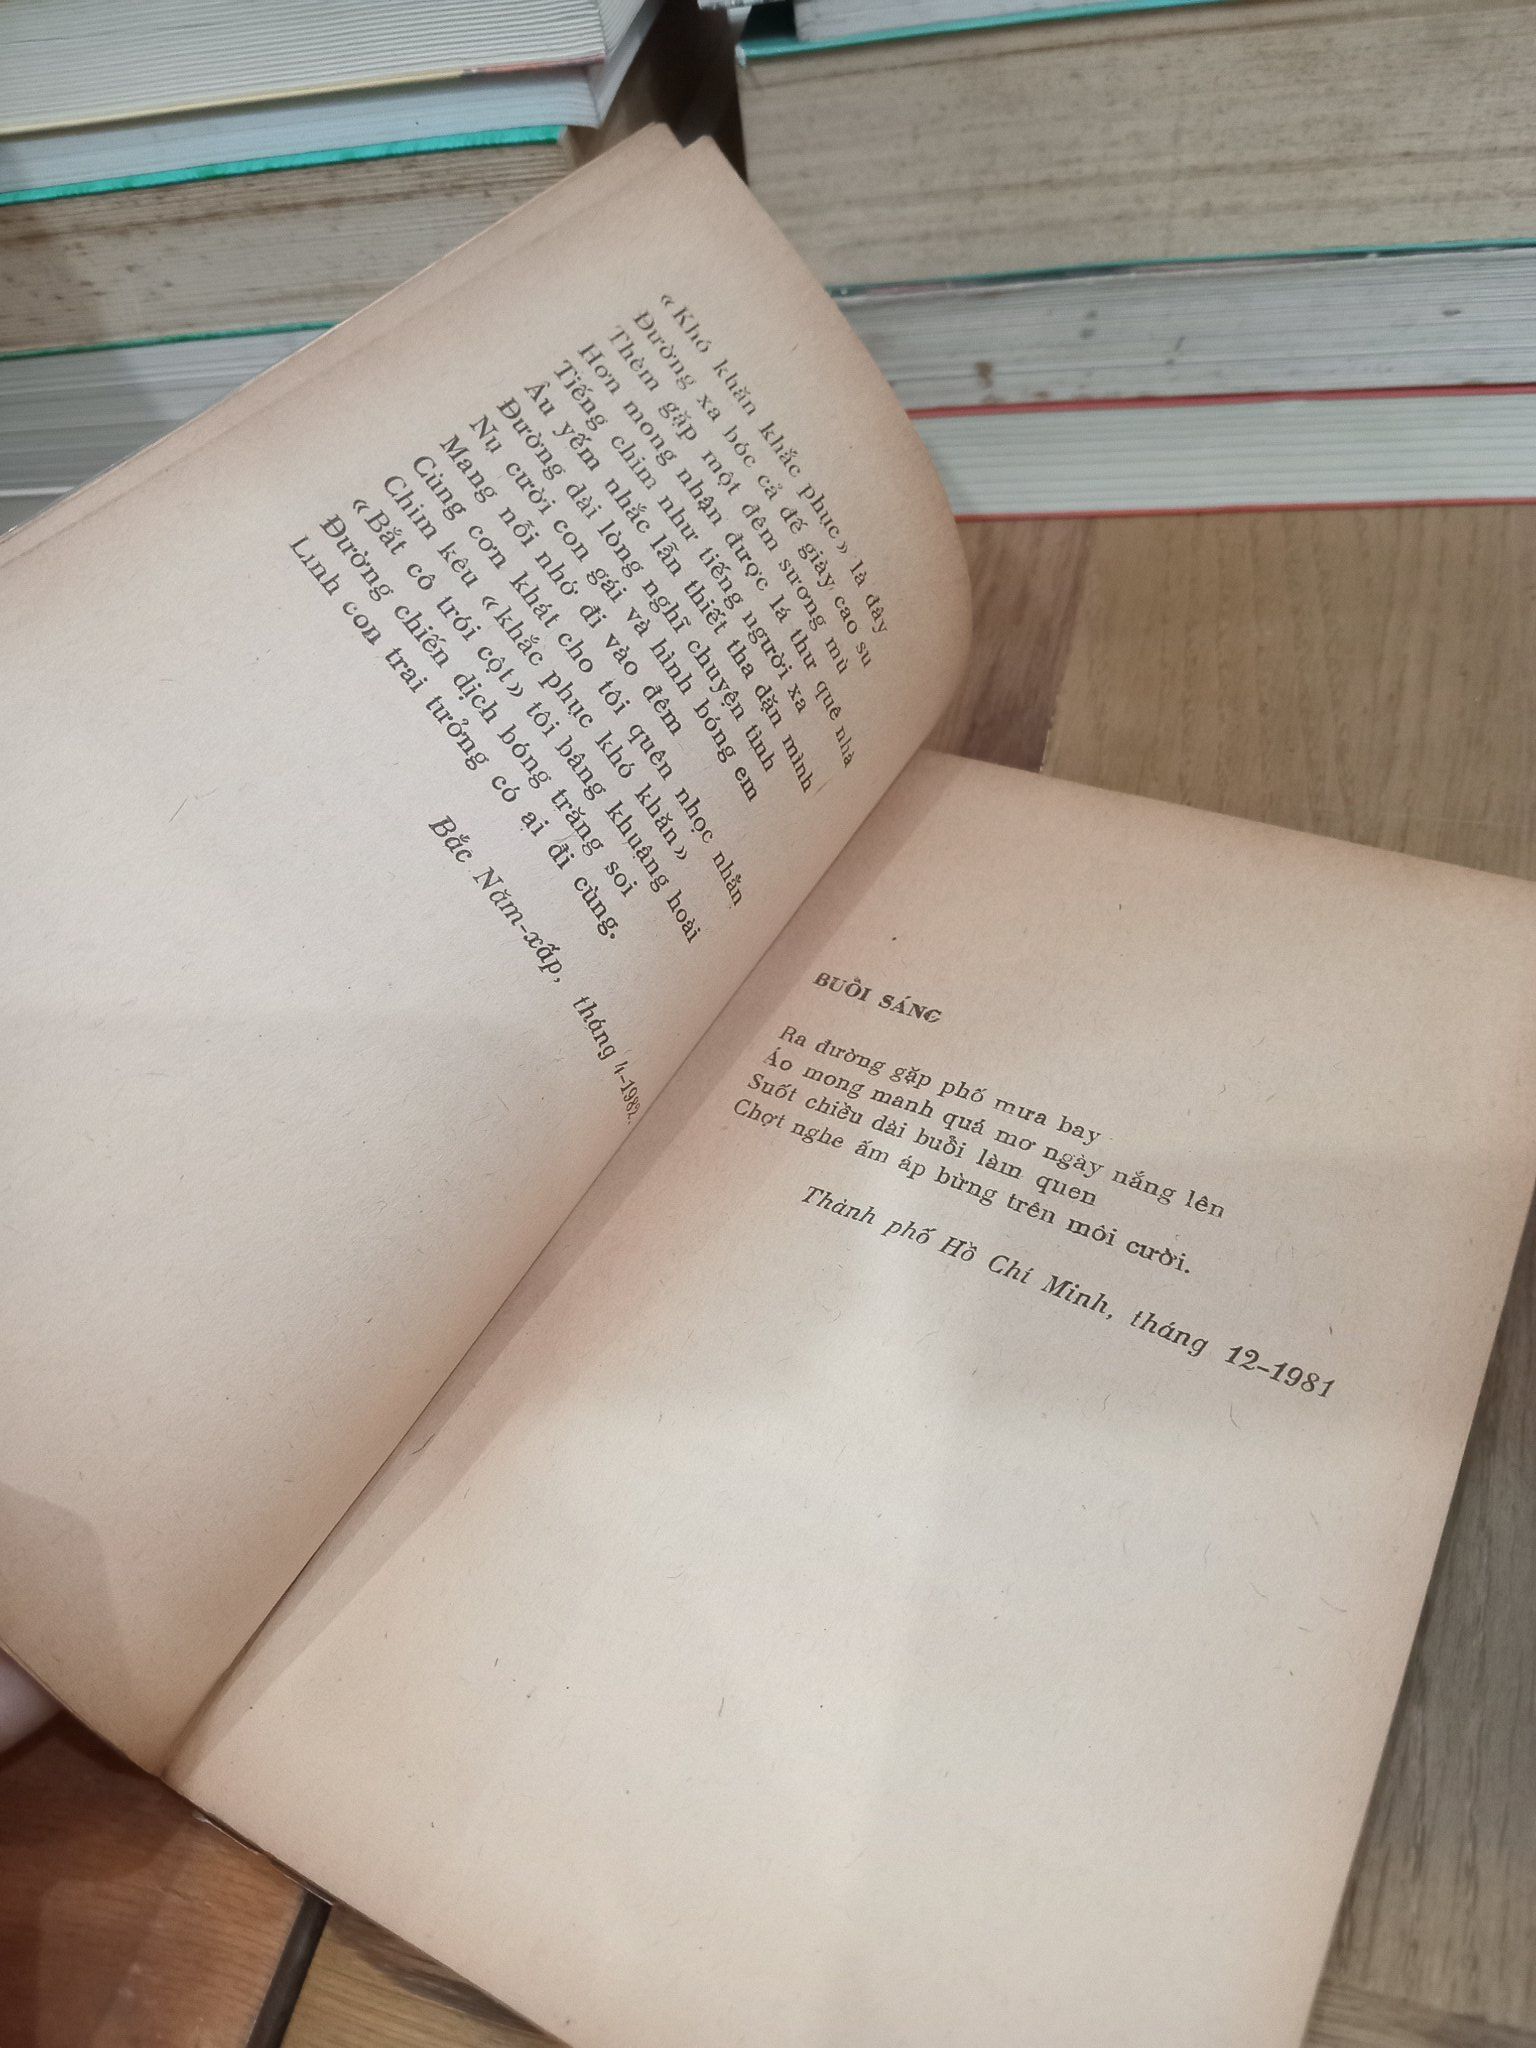 «Khó khăn khắc phục» là đây
Đường xa bóc cả đế giày cao su
Thèm gặp một đêm sương mù
Hơn mong nhận được lá thư quê nhà
Tiếng chim như tiếng người xa
Âu yếm nhắc lẫn thiết tha dặn mình
Đường dài lòng nghĩ chuyện tình
Nụ cười con gái và hình bóng em
Mang nỗi nhớ đi vào đêm
Cùng cơn khát cho tôi quên nhọc nhằn
Chim kêu «khắc phục khó khăn»
«Bắt cô trói cột» tôi bâng khuâng hoài
Đường chiến dịch bóng trăng soi
Lính con trai tưởng có ai đi cùng.
Bắc Năm-xấp, tháng 4-1982.
BUỔI SÁNG
Ra đường gặp phố mưa bay
Áo mong manh quá mơ ngày nắng lên
Suốt chiều dài buổi làm quen
Chợt nghe ấm áp bừng trên môi cười.
Thành phố Hồ Chí Minh, tháng 12-1981